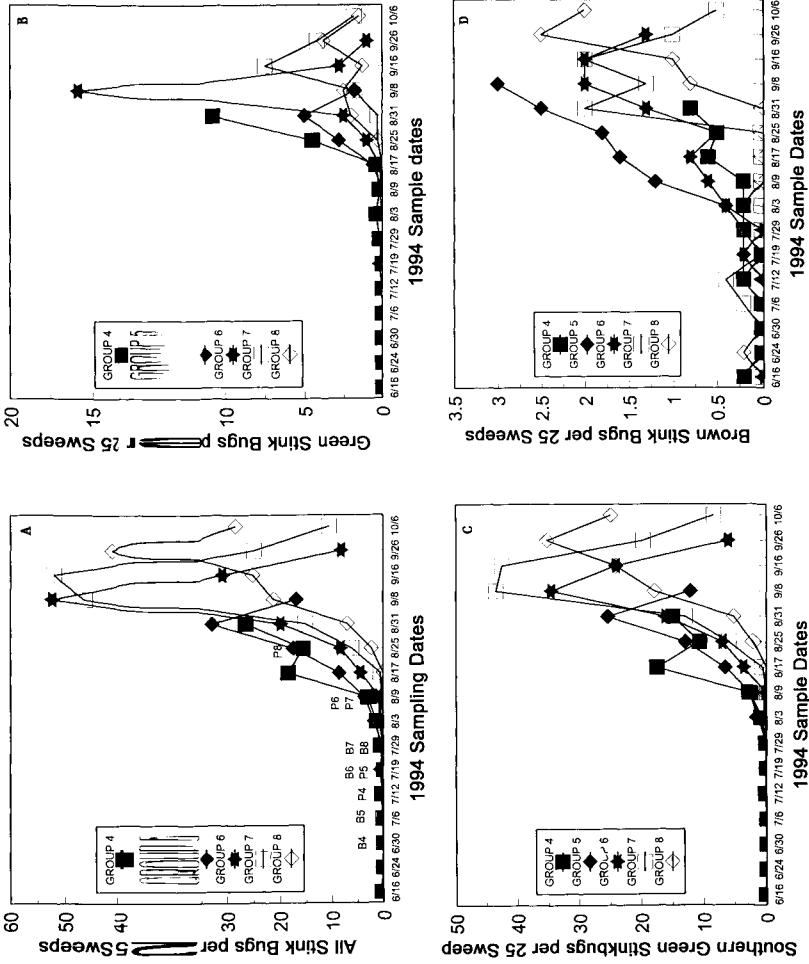 A
All Stink Bugs per 5 Sweeps
60
50
40
30
20
10
0
GROUP 4
GROUP 6
GROUP 7
GROUP 8
B4
B5
P4
B6
P5
B7
B8
P6
P7
P8
6/16 6/24 6/30 7/6 7/12 7/19 7/29 8/3 8/9 8/17 8/25 8/31 9/8 9/16 9/26 10/6
1994 Sampling Dates
B
Green Stink Bugs r 25 Sweeps
20
15
10
5
0
GROUP 4
GROUP 6
GROUP 7
GROUP 8
6/16 6/24 6/30 7/6 7/12 7/19 7/29 8/3 8/9 8/17 8/25 8/31 9/8 9/16 9/26 10/6
1994 Sample dates
C
Southern Green Stinkbugs per 25 Sweep
50
40
30
20
10
0
GROUP 4
GROUP 5
GROUP 6
GROUP 7
GROUP 8
6/16 6/24 6/30 7/6 7/12 7/19 7/29 8/3 8/9 8/17 8/25 8/31 9/8 9/16 9/26 10/6
1994 Sample Dates
D
Brown Stink Bugs per 25 Sweeps
3.5
3
2.5
2
1.5
1
0.5
0
GROUP 4
GROUP 5
GROUP 6
GROUP 7
GROUP 8
6/16 6/24 6/30 7/6 7/12 7/19 7/29 8/3 8/9 8/17 8/25 8/31 9/8 9/16 9/26 10/6
1994 Sample Dates